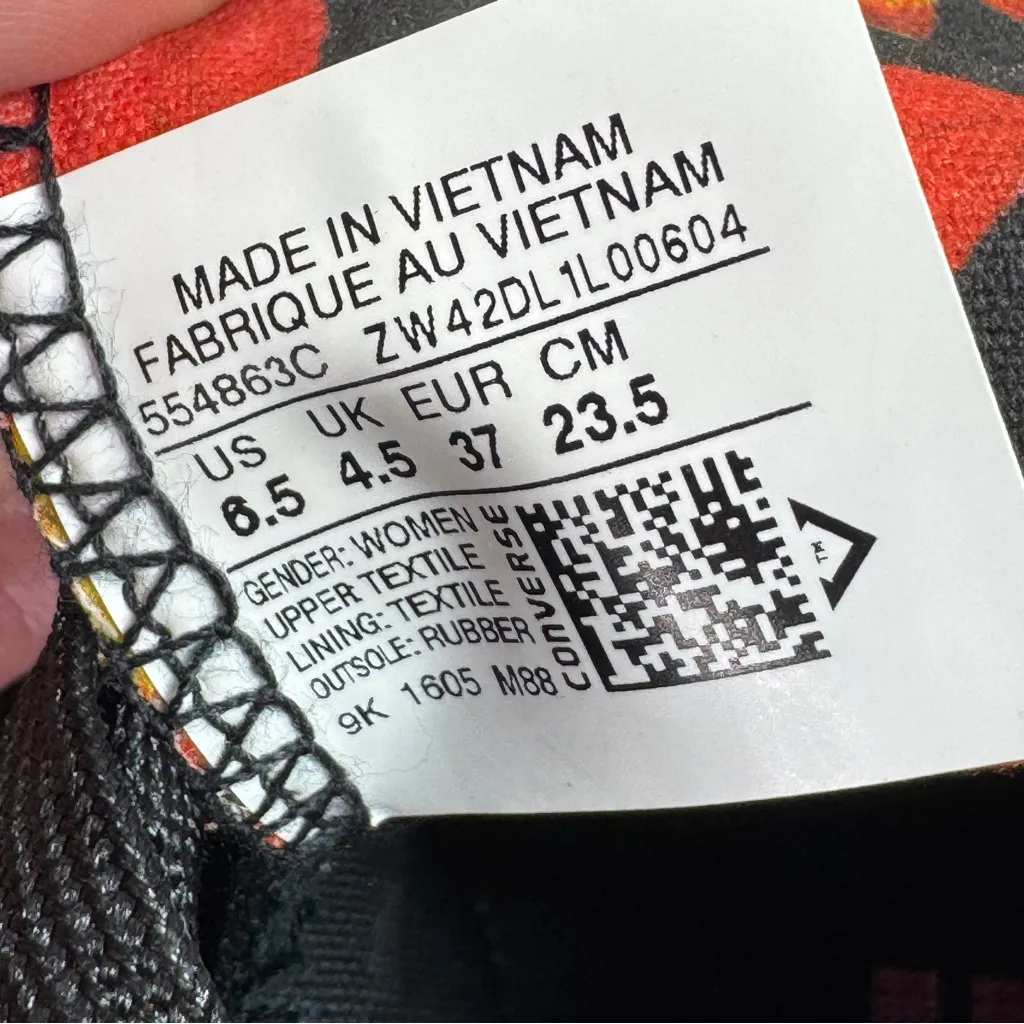 MADE IN VIETNAM
FABRIQUE AU VIETNAM
554863C ZW42DL1L00604
US UK EUR CM
6.5 4.5 37 23.5
GENDER: WOMEN
UPPER TEXTILE
LINING: TEXTILE
OUTSOLE: RUBBER
9K 1605 M88
CONVERSE
TM